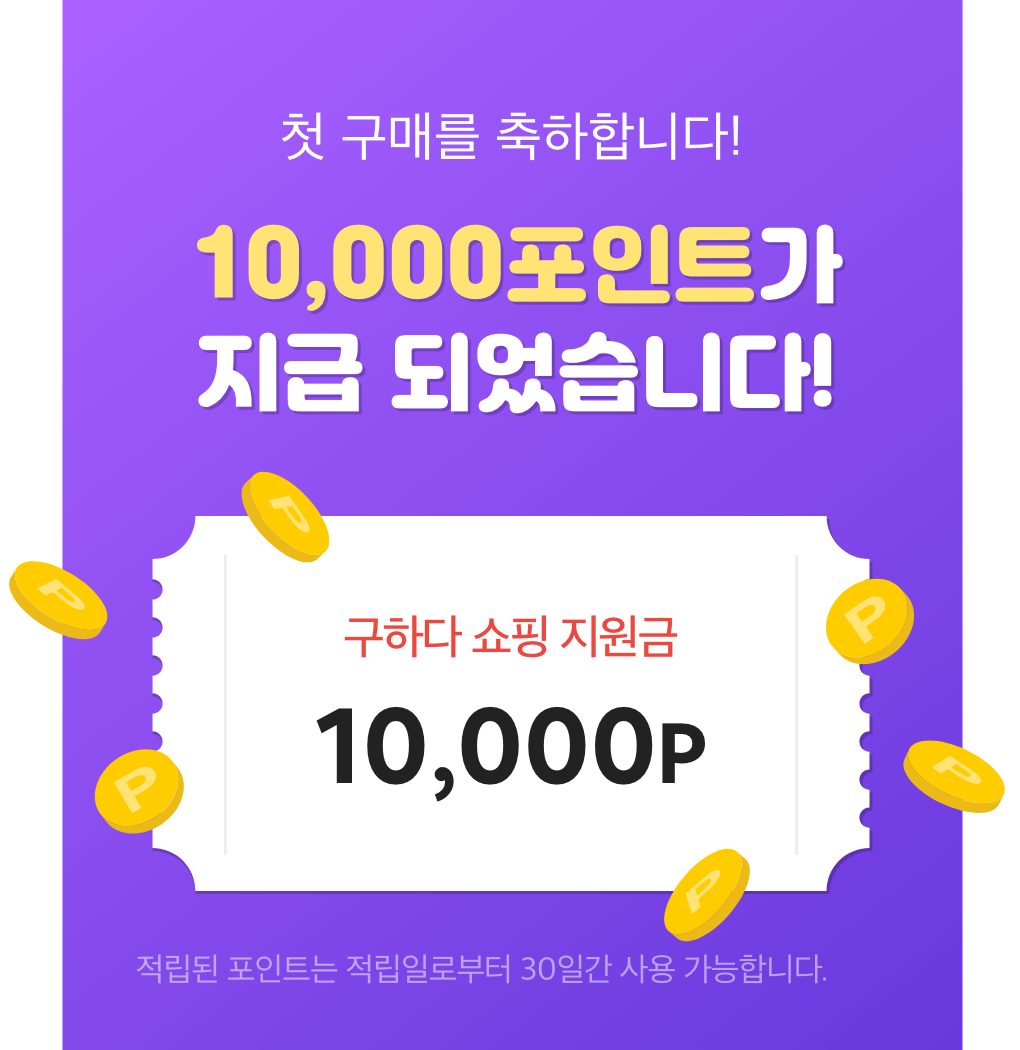 첫 구매를 축하합니다!
10,000포인트가
지급 되었습니다!
P
P
구하다 쇼핑 지원금
P
10,000P
P
P
P
적립된 포인트는 적립일로부터 30일간 사용 가능합니다.